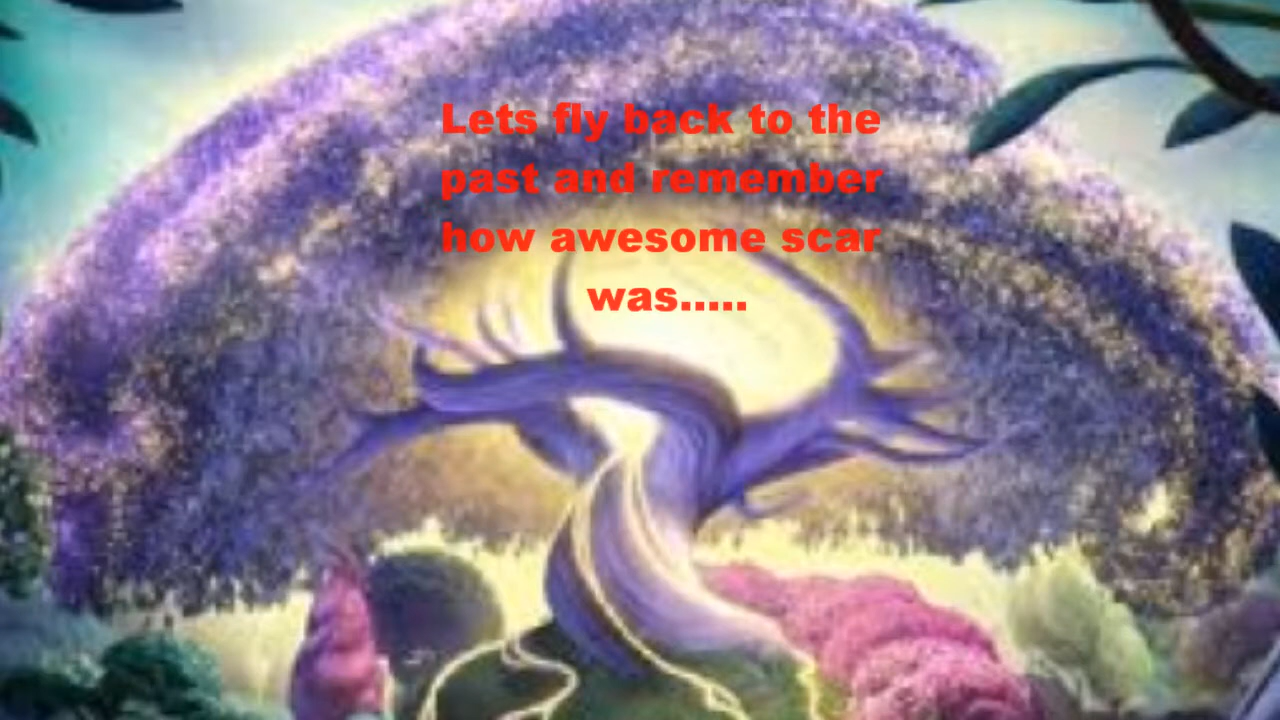 Lets fly back to the
past and remember
how awesome scar
was.....